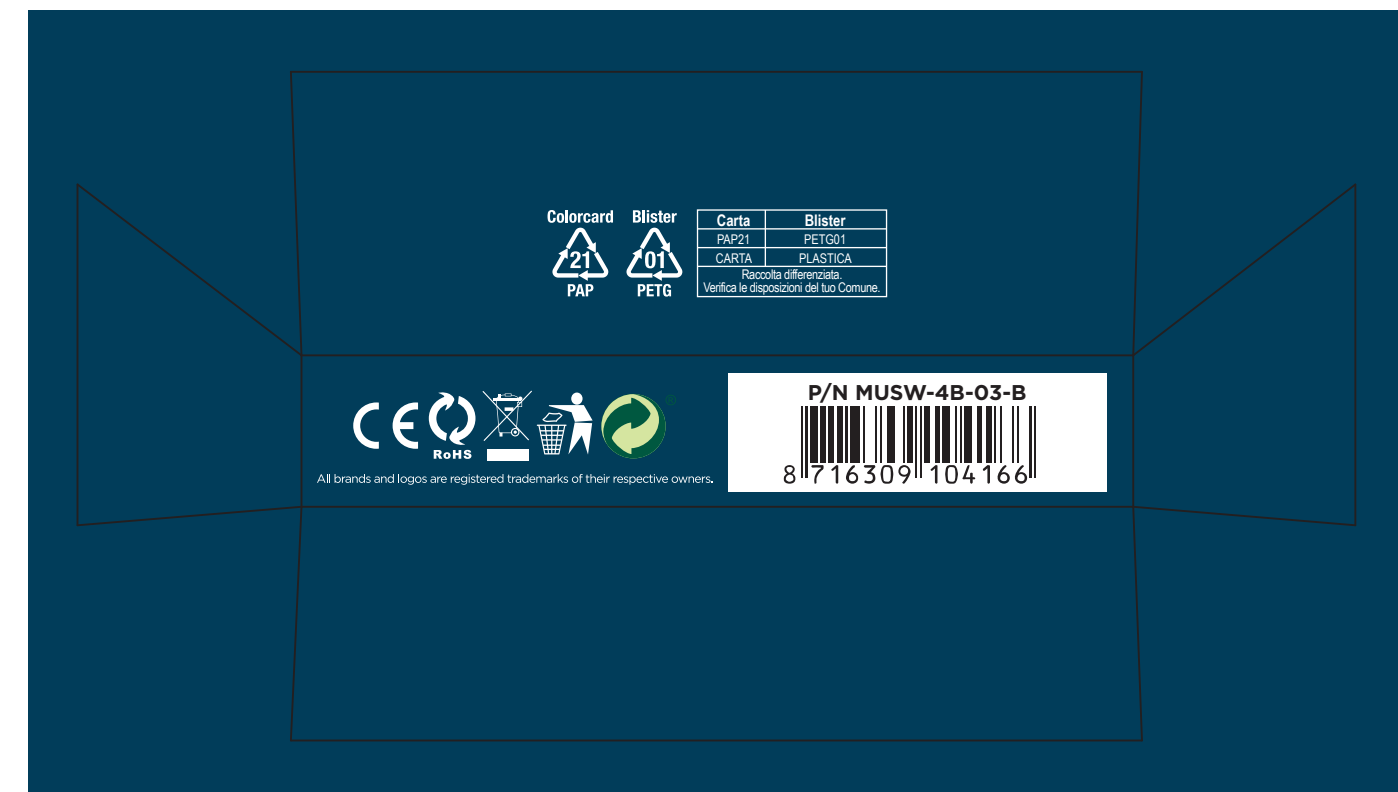 Colorcard Blister
21 01
PAP PETG
Carta Blister
PAP21 PETG01
CARTA PLASTICA
Raccolta differenziata.
Verifica le disposizioni del tuo Comune.
CE
RoHS
®
All brands and logos are registered trademarks of their respective owners.
P/N MUSW-4B-03-B
8 716309 104166